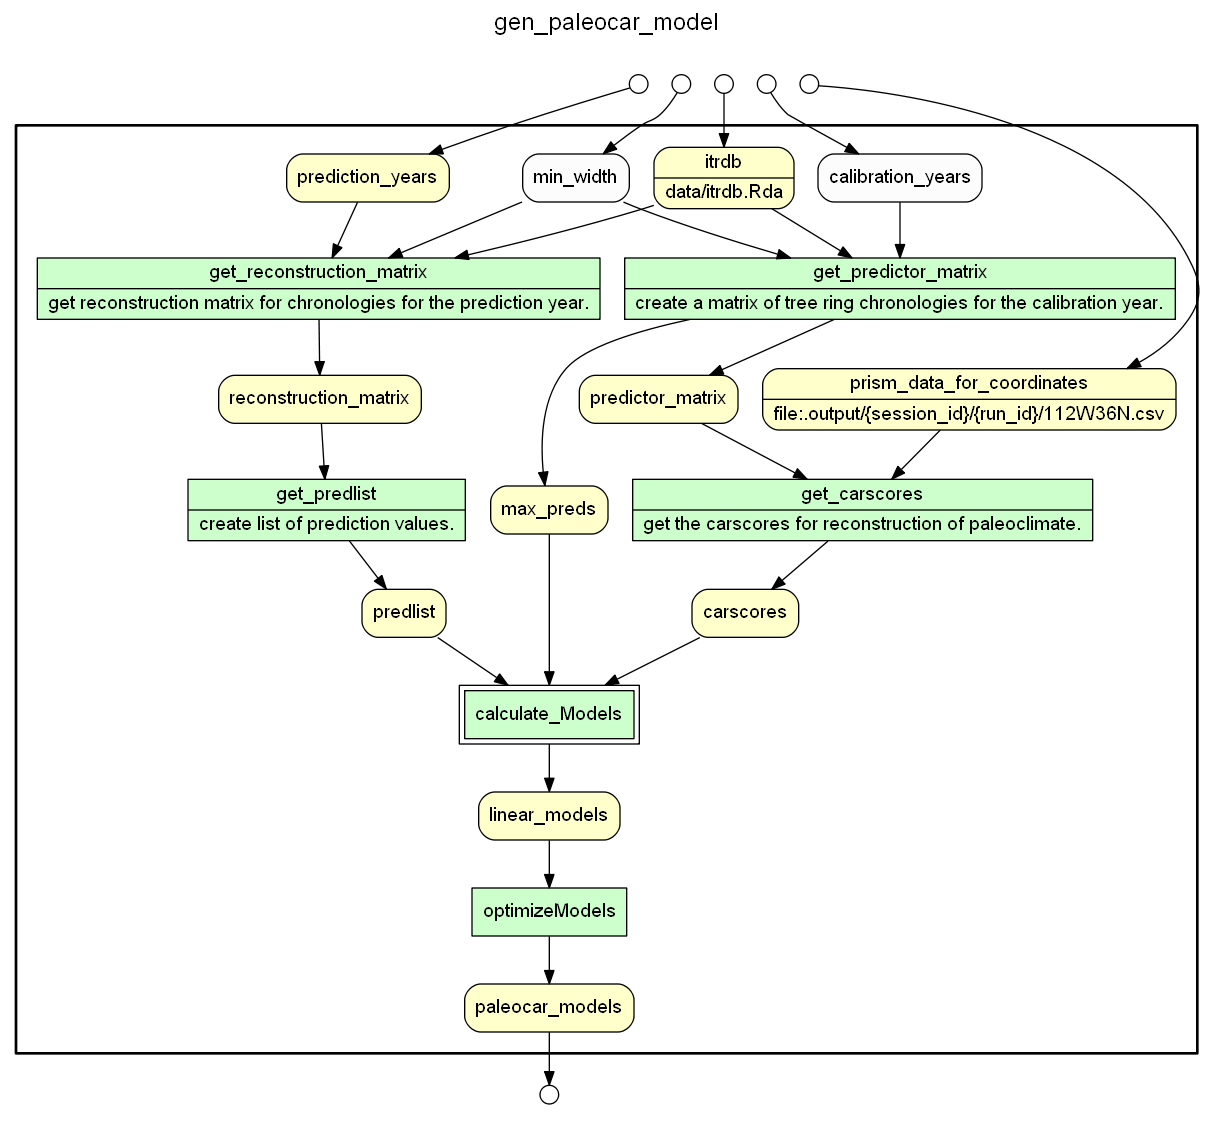 gen_paleocar_model
prediction_years
min_width
itrdb
data/itrdb.Rda
calibration_years
get_reconstruction_matrix
get reconstruction matrix for chronologies for the prediction year.
get_predictor_matrix
create a matrix of tree ring chronologies for the calibration year.
reconstruction_matrix
predictor_matrix
prism_data_for_coordinates
file:.output/{session_id}/{run_id}/112W36N.csv
get_predlist
create list of prediction values.
max_preds
get_carscores
get the carscores for reconstruction of paleoclimate.
predlist
carscores
calculate_Models
linear_models
optimizeModels
paleocar_models